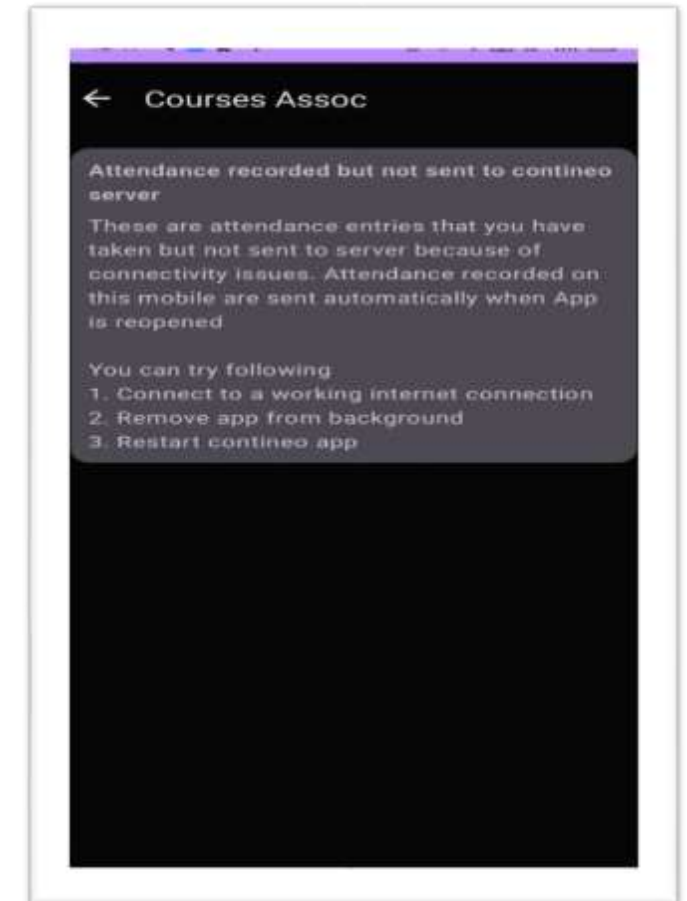 ← Courses Assoc
Attendance recorded but not sent to contineo
server
These are attendance entries that you have
taken but not sent to server because of
connectivity issues. Attendance recorded on
this mobile are sent automatically when App
is reopened
You can try following
1. Connect to a working internet connection
2. Remove app from background
3. Restart contineo app